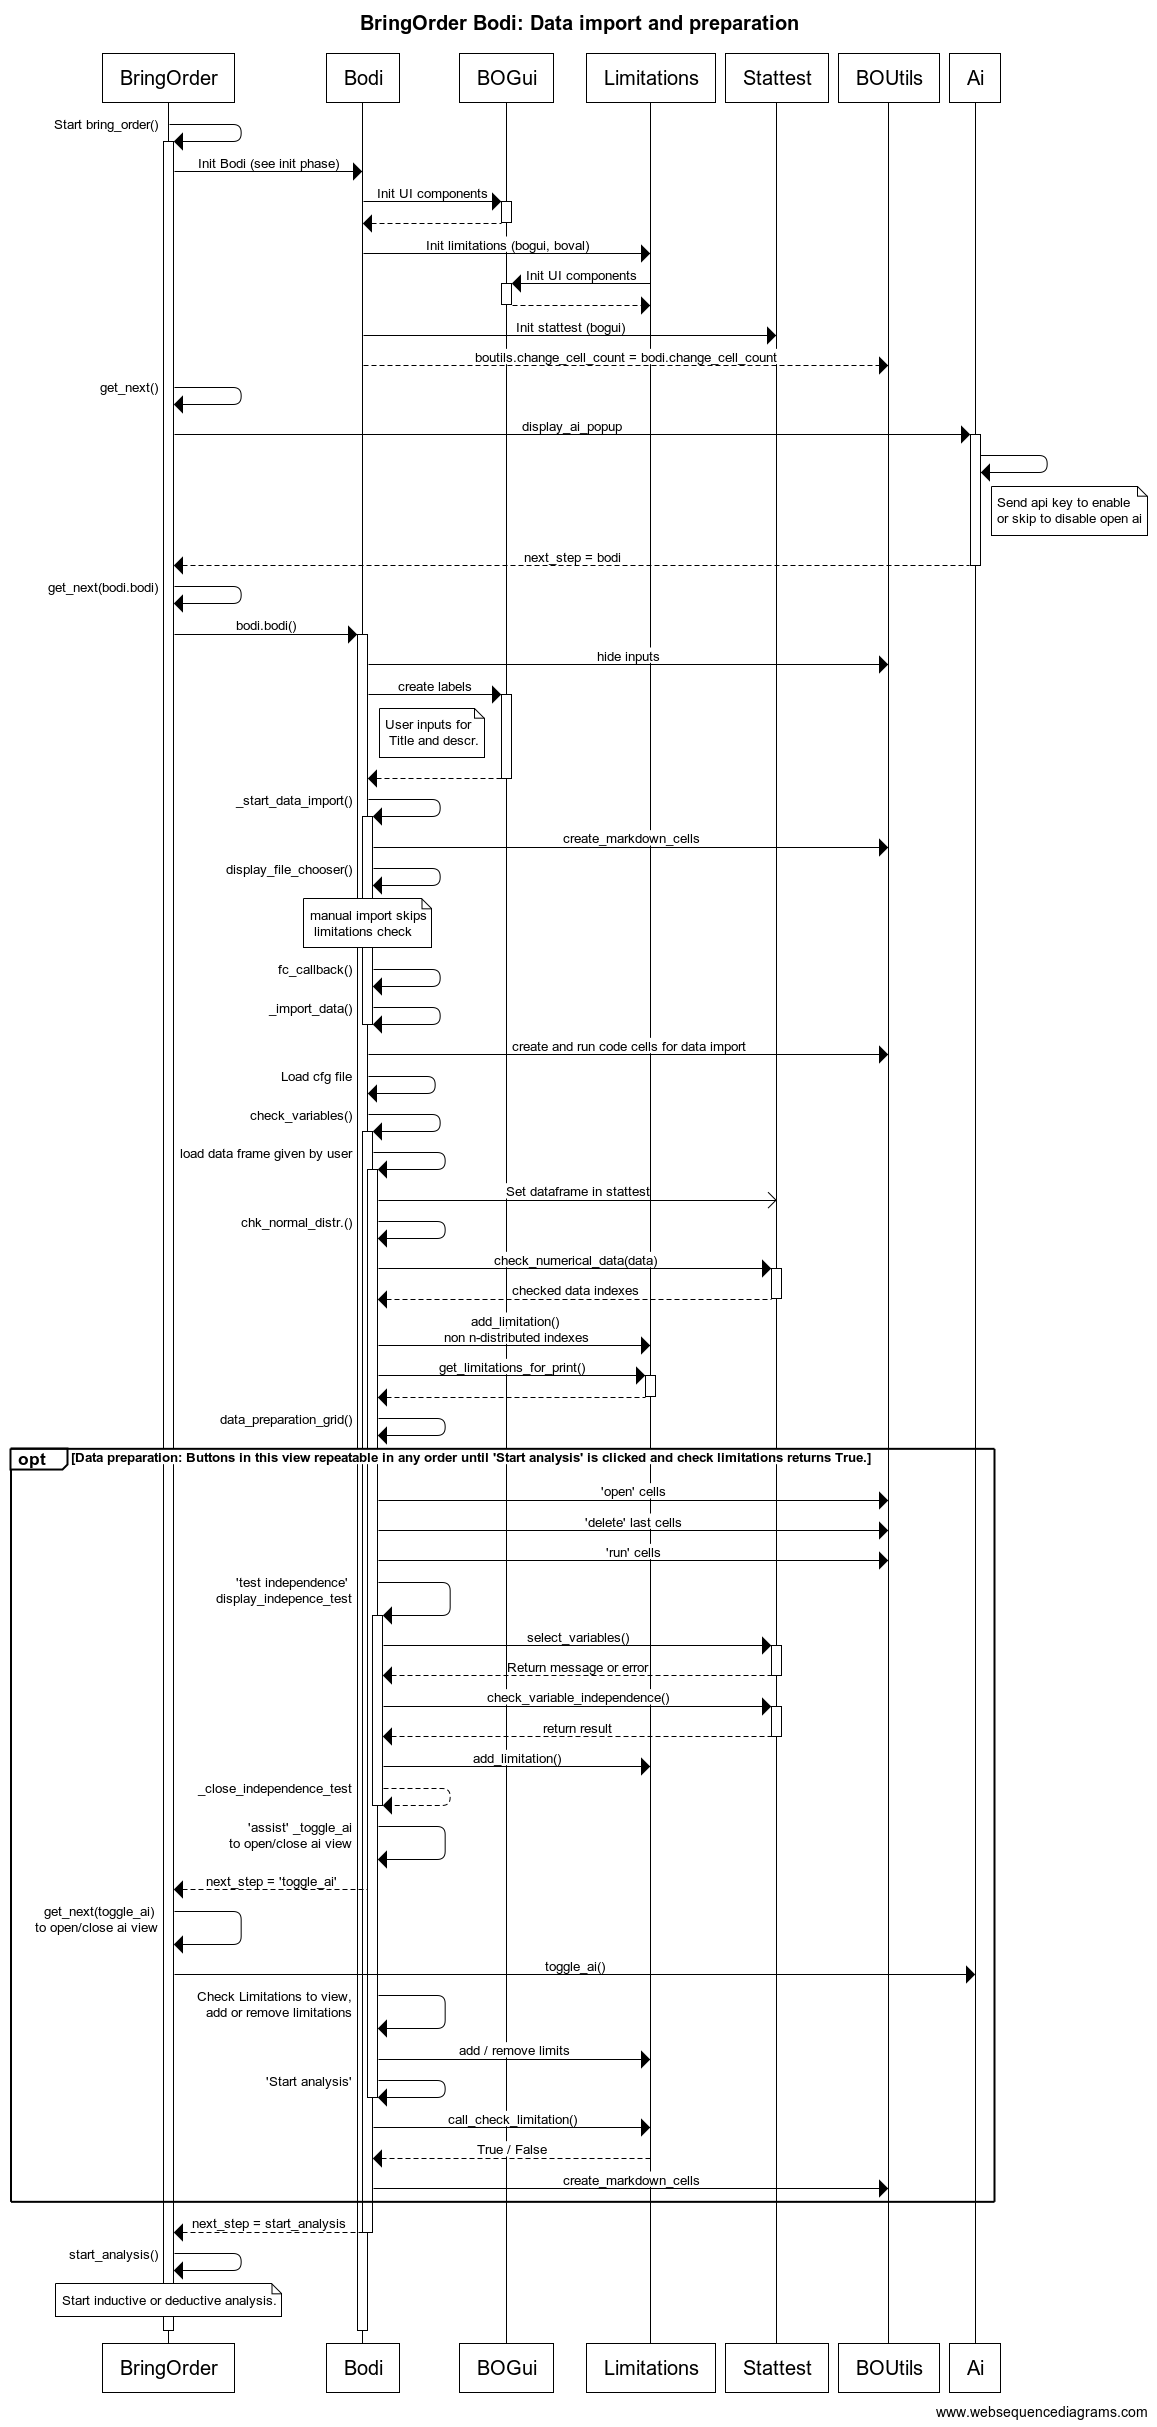 BringOrder Bodi: Data import and preparation
BringOrder
Bodi
BOGui
Limitations
Stattest
BOUtils
Ai
Start bring_order()
Init Bodi (see init phase)
Init UI components
Init limitations (bogui, boval)
Init UI components
Init stattest (bogui)
boutils.change_cell_count = bodi.change_cell_count
get_next()
display_ai_popup
Send api key to enable
or skip to disable open ai
next_step = bodi
get_next(bodi.bodi)
bodi.bodi()
hide inputs
create labels
User inputs for
Title and descr.
_start_data_import()
create_markdown_cells
display_file_chooser()
manual import skips
limitations check
fc_callback()
_import_data()
create and run code cells for data import
Load cfg file
check_variables()
load data frame given by user
Set dataframe in stattest
chk_normal_distr.()
check_numerical_data(data)
checked data indexes
add_limitation()
non n-distributed indexes
get_limitations_for_print()
data_preparation_grid()
opt
[Data preparation: Buttons in this view repeatable in any order until 'Start analysis' is clicked and check limitations returns True.]
'open' cells
'delete' last cells
'run' cells
'test independence'
display_indepence_test
select_variables()
Return message or error
check_variable_independence()
return result
add_limitation()
_close_independence_test
'assist' _toggle_ai
to open/close ai view
next_step = 'toggle_ai'
get_next(toggle_ai)
to open/close ai view
toggle_ai()
Check Limitations to view,
add or remove limitations
add / remove limits
'Start analysis'
call_check_limitation()
True / False
create_markdown_cells
next_step = start_analysis
start_analysis()
Start inductive or deductive analysis.
BringOrder
Bodi
BOGui
Limitations
Stattest
BOUtils
Ai
www.websequencediagrams.com